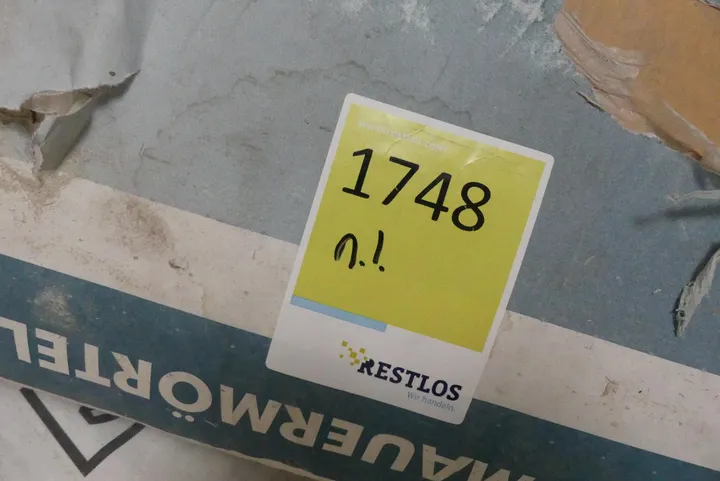 1748
n.!
RESTLOS
Wir handeln.
MAUERMÖRTEL